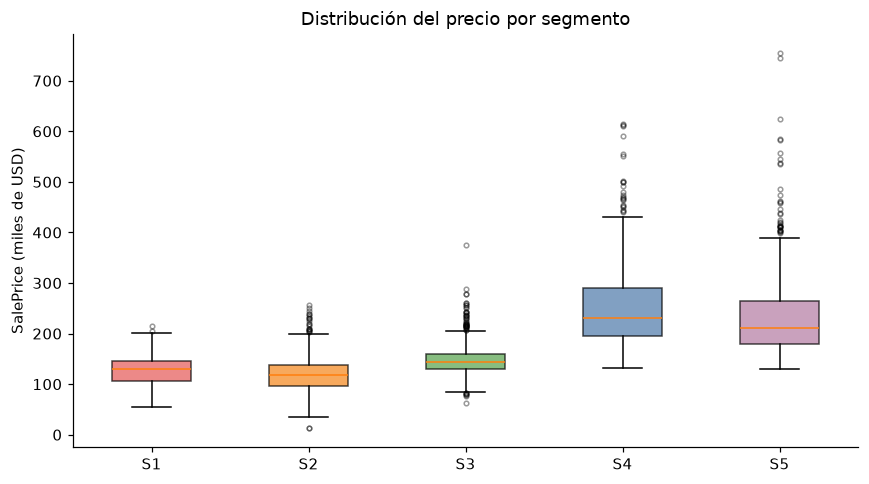 Distribución del precio por segmento
SalePrice (miles de USD)
700
600
500
400
300
200
100
0
S1 S2 S3 S4 S5